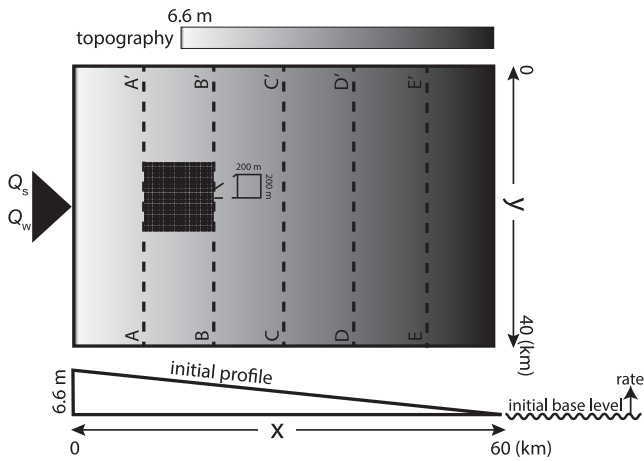 6.6 m
topography
A' B' C' D' E' 0
200 m
200 m
Qs
Qw
y
A B C D E 40 (km)
initial profile
6.6 m
rate
initial base level
x
0 60 (km)